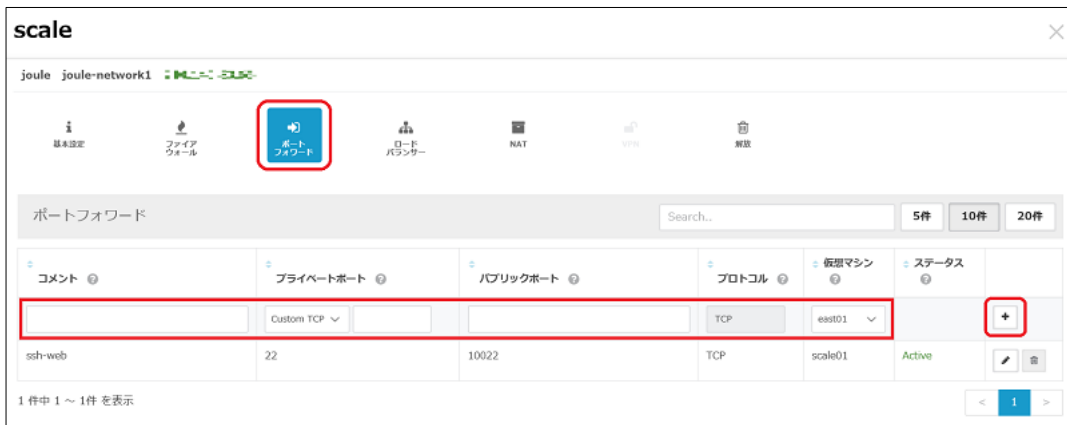 scale
joule joule-network1
基本設定
ファイア
ウォール
ポート
フォワード
ロード
バランサー
NAT
VPN
解放
ポートフォワード
Search..
5件 10件 20件
コメント プライベートポート パブリックポート プロトコル 仮想マシン ステータス
Custom TCP TCP east01 +
ssh-web 22 10022 TCP scale01 Active
1 件中 1 ~ 1件 を表示
< 1 >